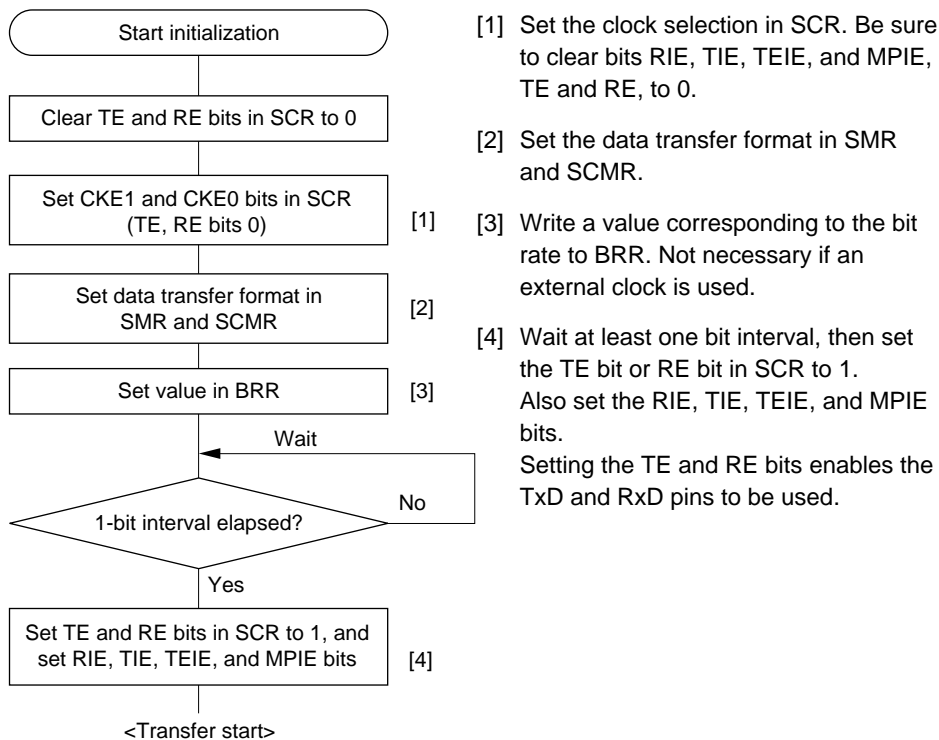 Start initialization
Clear TE and RE bits in SCR to 0
Set CKE1 and CKE0 bits in SCR
(TE, RE bits 0)
[1]
Set data transfer format in
SMR and SCMR
[2]
Set value in BRR
[3]
Wait
No
1-bit interval elapsed?
Yes
Set TE and RE bits in SCR to 1, and
set RIE, TIE, TEIE, and MPIE bits
[4]
<Transfer start>
[1] Set the clock selection in SCR. Be sure
to clear bits RIE, TIE, TEIE, and MPIE,
TE and RE, to 0.
[2] Set the data transfer format in SMR
and SCMR.
[3] Write a value corresponding to the bit
rate to BRR. Not necessary if an
external clock is used.
[4] Wait at least one bit interval, then set
the TE bit or RE bit in SCR to 1.
Also set the RIE, TIE, TEIE, and MPIE
bits.
Setting the TE and RE bits enables the
TxD and RxD pins to be used.